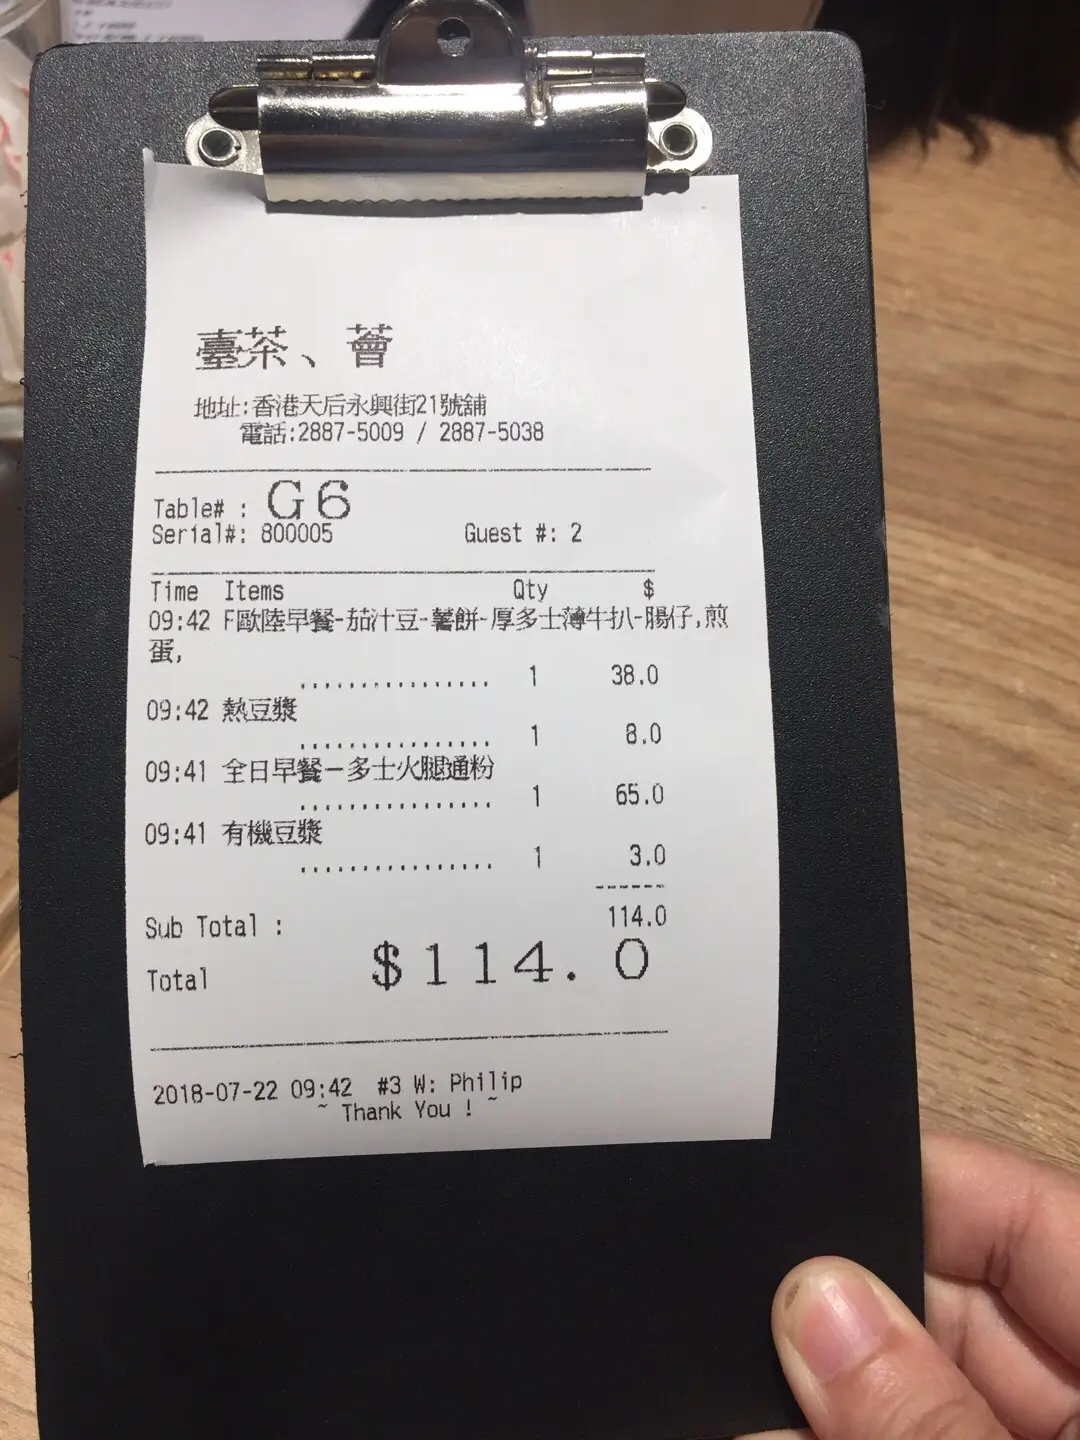 臺茶、薈
地址:香港天后永興街21號舖
電話:2887-5009 / 2887-5038
Table# : G6
Serial#: 800005 Guest #: 2
Time Items Qty $
09:42 F歐陸早餐-茄汁豆-薯餅-厚多士薄牛扒-腸仔,煎
蛋,
................ 1 38.0
09:42 熱豆漿
................ 1 8.0
09:41 全日早餐－多士火腿通粉
................ 1 65.0
09:41 有機豆漿
................ 1 3.0
-------
Sub Total : 114.0
Total $114.0
2018-07-22 09:42 #3 W: Philip
~ Thank You ! ~